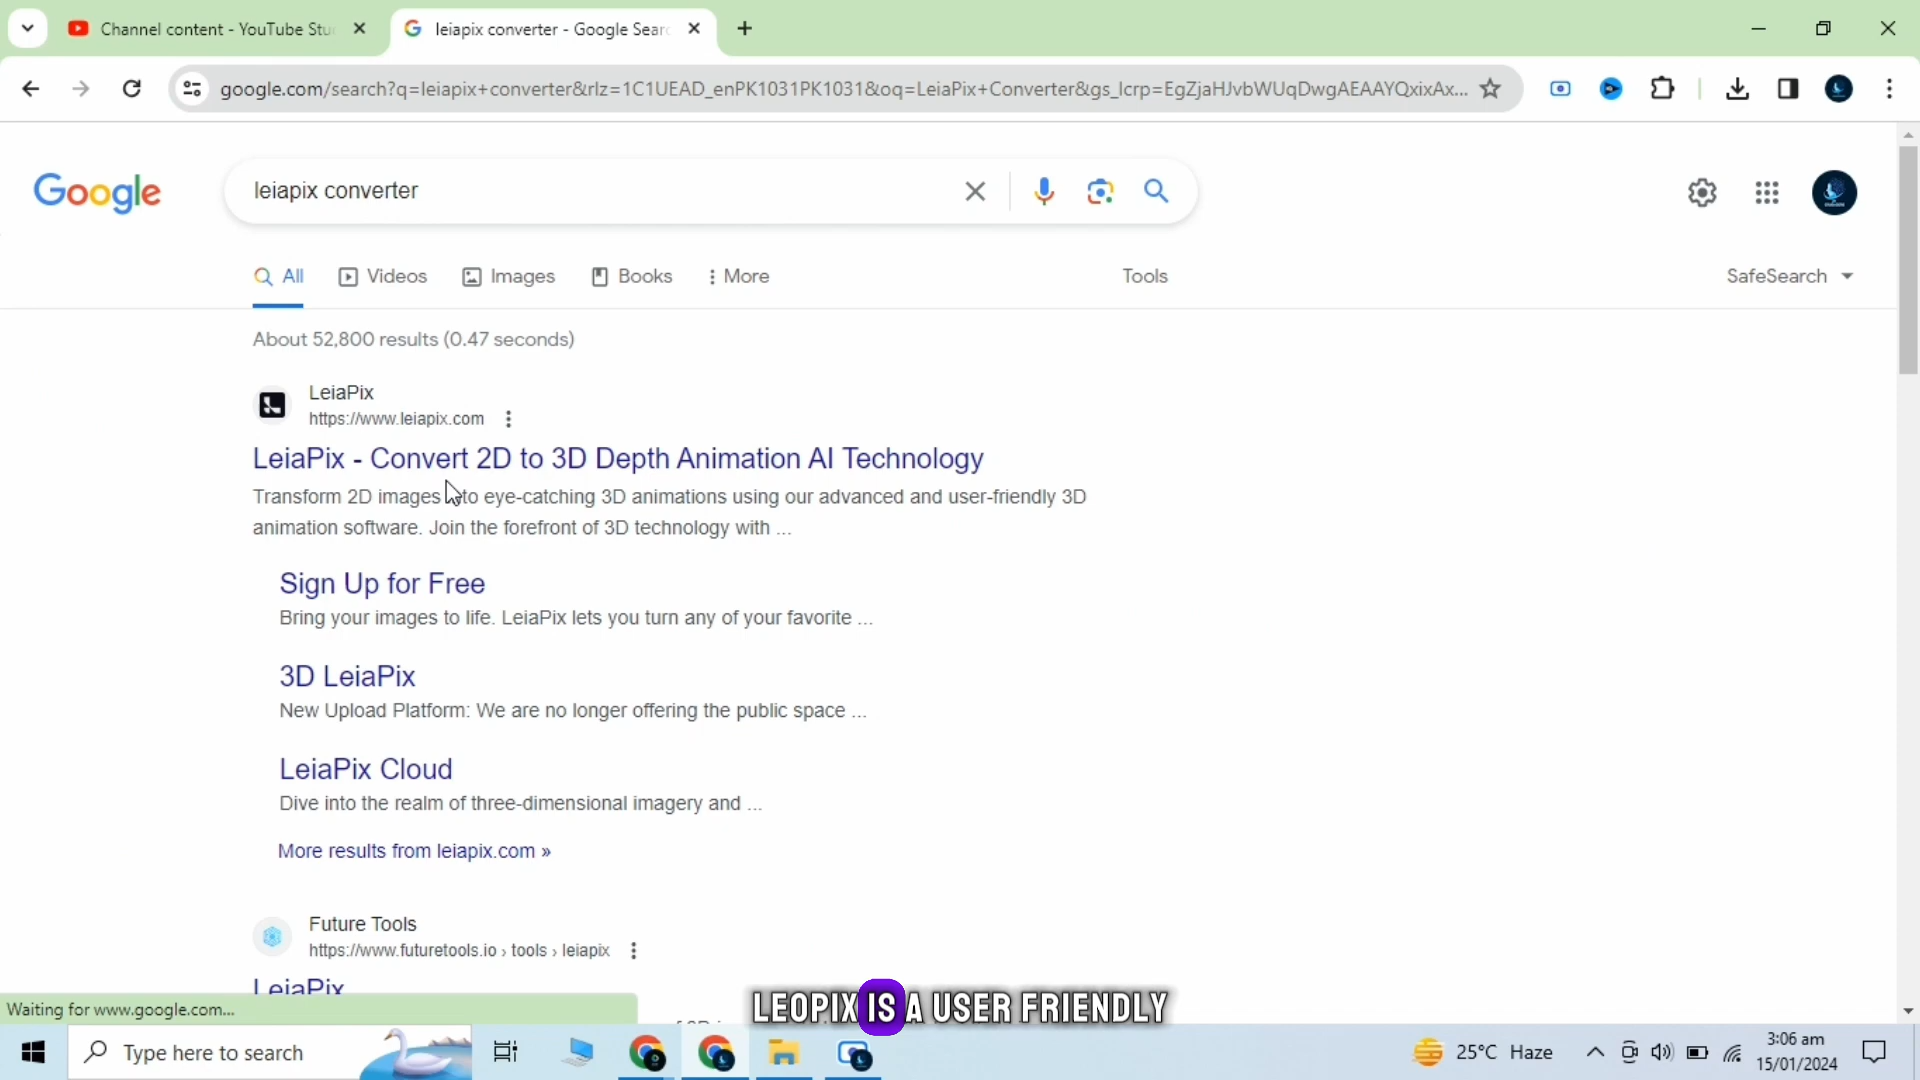 Channel content - YouTube Stu
leiapix converter - Google Searc
google.com/search?q=leiapix+converter&rlz=1C1UEAD_enPK1031PK1031&oq=LeiaPix+Converter&gs_lcrp=EgZjaHJvbWUqDwgAEAAYQxixAx...
Google
leiapix converter
All
Videos
Images
Books
More
Tools
SafeSearch
About 52,800 results (0.47 seconds)
LeiaPix
https://www.leiapix.com
LeiaPix - Convert 2D to 3D Depth Animation AI Technology
Transform 2D images to eye-catching 3D animations using our advanced and user-friendly 3D
animation software. Join the forefront of 3D technology with ...
Sign Up for Free
Bring your images to life. LeiaPix lets you turn any of your favorite ...
3D LeiaPix
New Upload Platform: We are no longer offering the public space ...
LeiaPix Cloud
Dive into the realm of three-dimensional imagery and ...
More results from leiapix.com »
Future Tools
https://www.futuretools.io › tools › leiapix
LeiaPix
Waiting for www.google.com...
LEOPIX IS A USER FRIENDLY
Type here to search
25°C Haze
3:06 am
15/01/2024